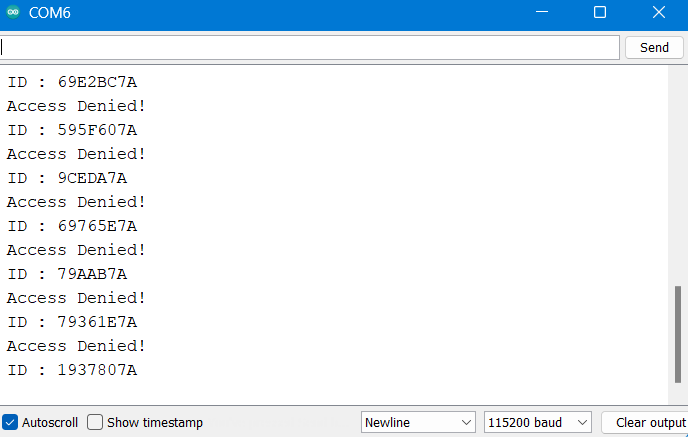 COM6
Send
ID : 69E2BC7A
Access Denied!
ID : 595F607A
Access Denied!
ID : 9CEDA7A
Access Denied!
ID : 69765E7A
Access Denied!
ID : 79AAB7A
Access Denied!
ID : 79361E7A
Access Denied!
ID : 1937807A
Autoscroll Show timestamp Newline 115200 baud Clear output